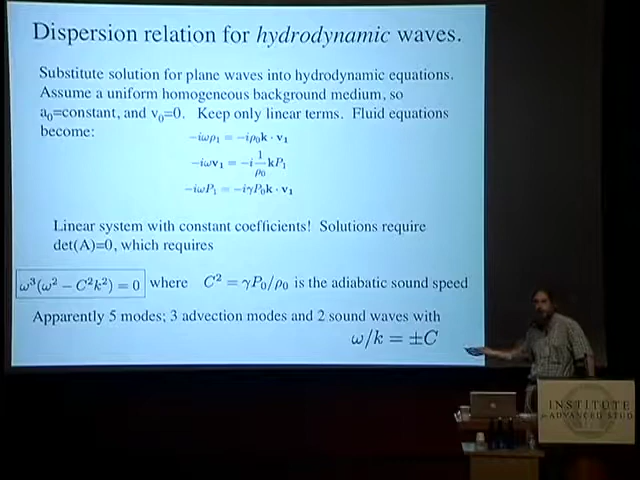 Dispersion relation for hydrodynamic waves.
Substitute solution for plane waves into hydrodynamic equations.
Assume a uniform homogeneous background medium, so
a₀=constant, and v₀=0. Keep only linear terms. Fluid equations
become:
−iωρ₁ = −iρ₀k · v₁
−iωv₁ = −i 1/ρ₀ kP₁
−iωP₁ = −iγP₀k · v₁
Linear system with constant coefficients! Solutions require
det(A)=0, which requires
ω³(ω² − C²k²) = 0 where C² = γP₀/ρ₀ is the adiabatic sound speed
Apparently 5 modes; 3 advection modes and 2 sound waves with
ω/k = ±C
INSTITUTE
for ADVANCED STUD